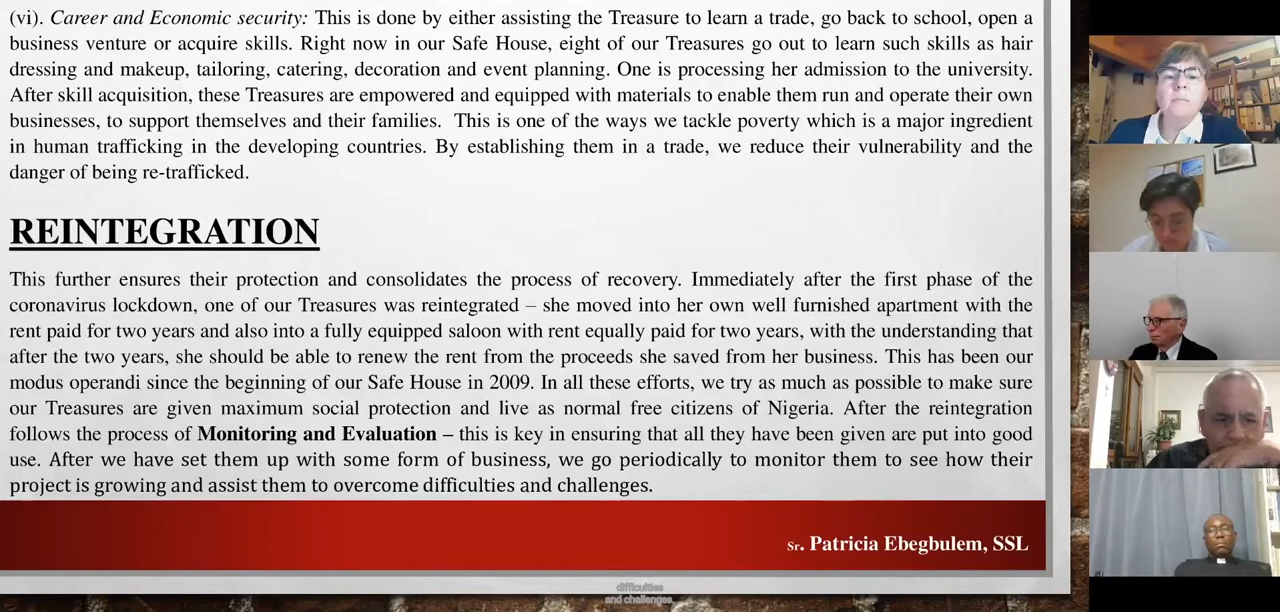 (vi). Career and Economic security: This is done by either assisting the Treasure to learn a trade, go back to school, open a
business venture or acquire skills. Right now in our Safe House, eight of our Treasures go out to learn such skills as hair
dressing and makeup, tailoring, catering, decoration and event planning. One is processing her admission to the university.
After skill acquisition, these Treasures are empowered and equipped with materials to enable them run and operate their own
businesses, to support themselves and their families. This is one of the ways we tackle poverty which is a major ingredient
in human trafficking in the developing countries. By establishing them in a trade, we reduce their vulnerability and the
danger of being re-trafficked.
REINTEGRATION
This further ensures their protection and consolidates the process of recovery. Immediately after the first phase of the
coronavirus lockdown, one of our Treasures was reintegrated – she moved into her own well furnished apartment with the
rent paid for two years and also into a fully equipped saloon with rent equally paid for two years, with the understanding that
after the two years, she should be able to renew the rent from the proceeds she saved from her business. This has been our
modus operandi since the beginning of our Safe House in 2009. In all these efforts, we try as much as possible to make sure
our Treasures are given maximum social protection and live as normal free citizens of Nigeria. After the reintegration
follows the process of Monitoring and Evaluation – this is key in ensuring that all they have been given are put into good
use. After we have set them up with some form of business, we go periodically to monitor them to see how their
project is growing and assist them to overcome difficulties and challenges.
Sr. Patricia Ebegbulem, SSL
difficulties
and challenges.